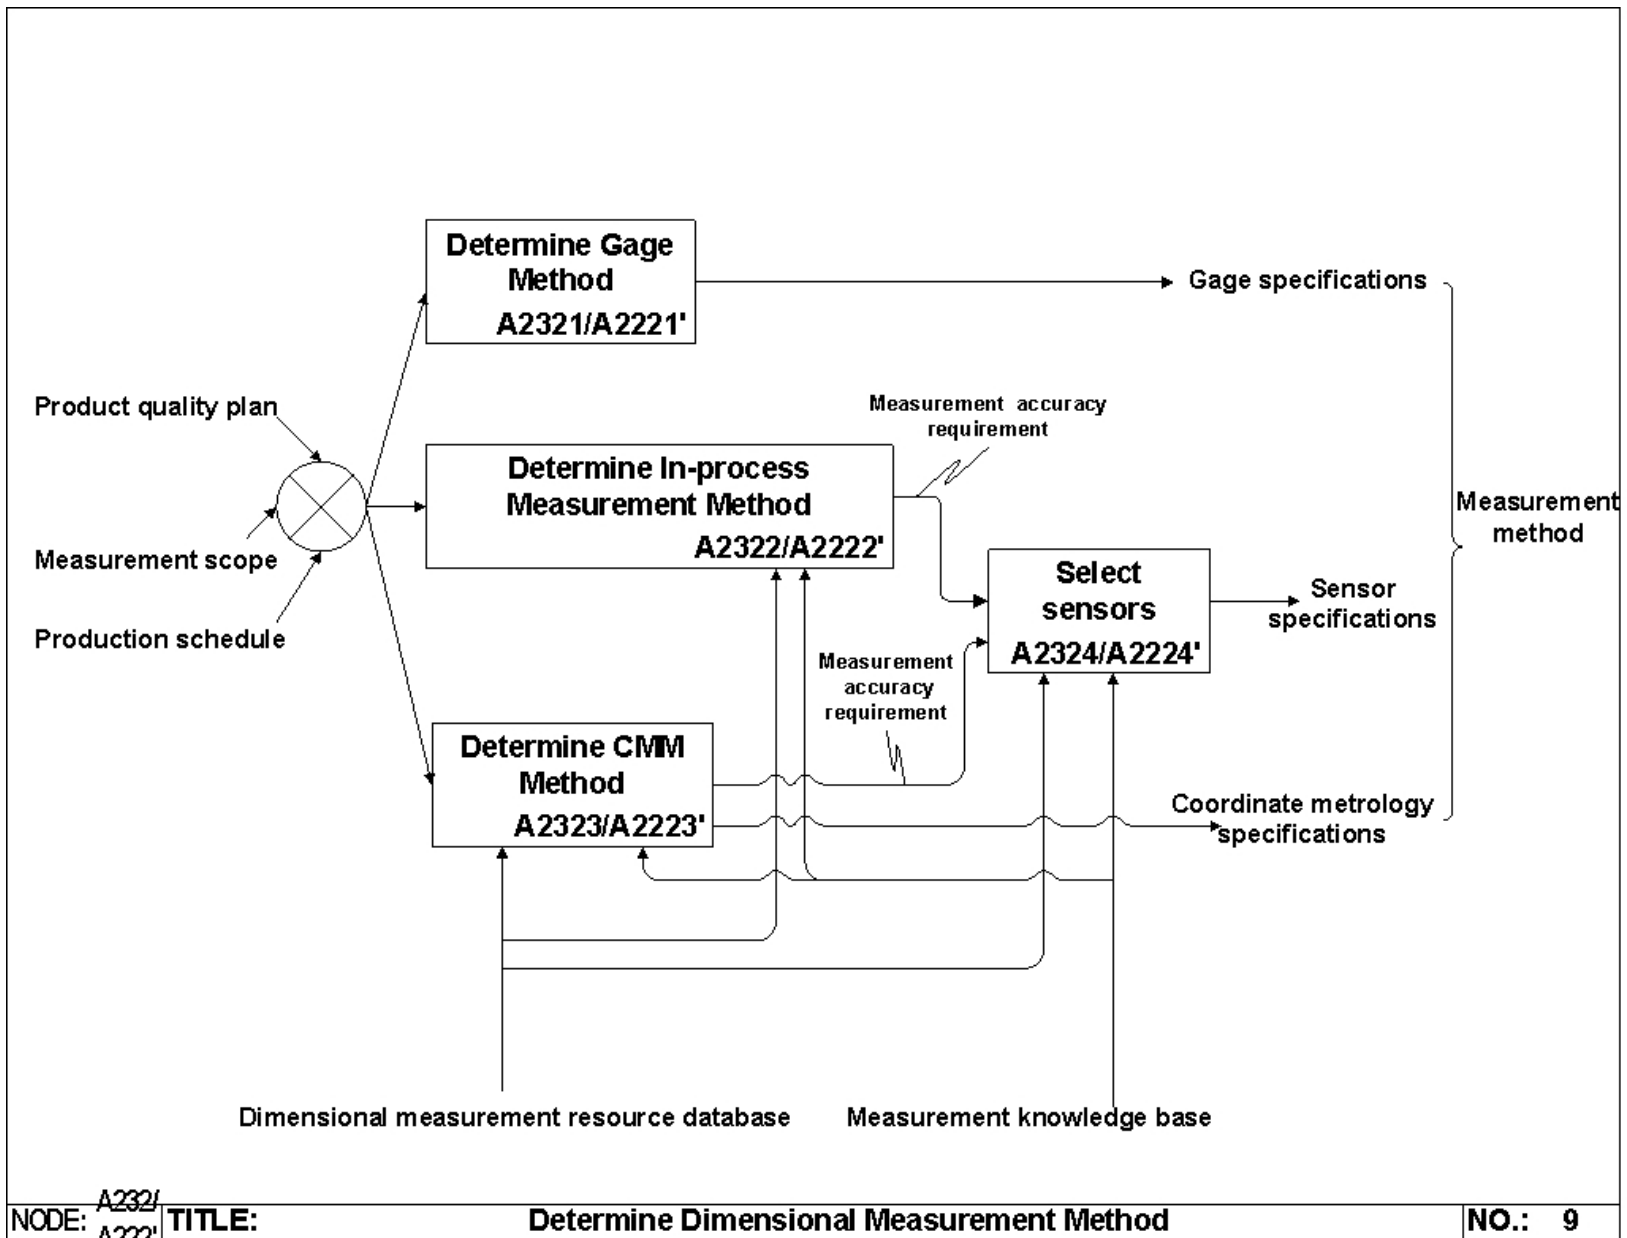 Determine Gage
Method
A2321/A2221'
Gage specifications
Product quality plan
Measurement accuracy
requirement
Determine In-process
Measurement Method
A2322/A2222'
Measurement
method
Measurement scope
Select
sensors
A2324/A2224'
Sensor
specifications
Production schedule
Measurement
accuracy
requirement
Determine CMM
Method
A2323/A2223'
Coordinate metrology
specifications
Dimensional measurement resource database
Measurement knowledge base
NODE: A232/
A222'
TITLE: Determine Dimensional Measurement Method
NO.: 9